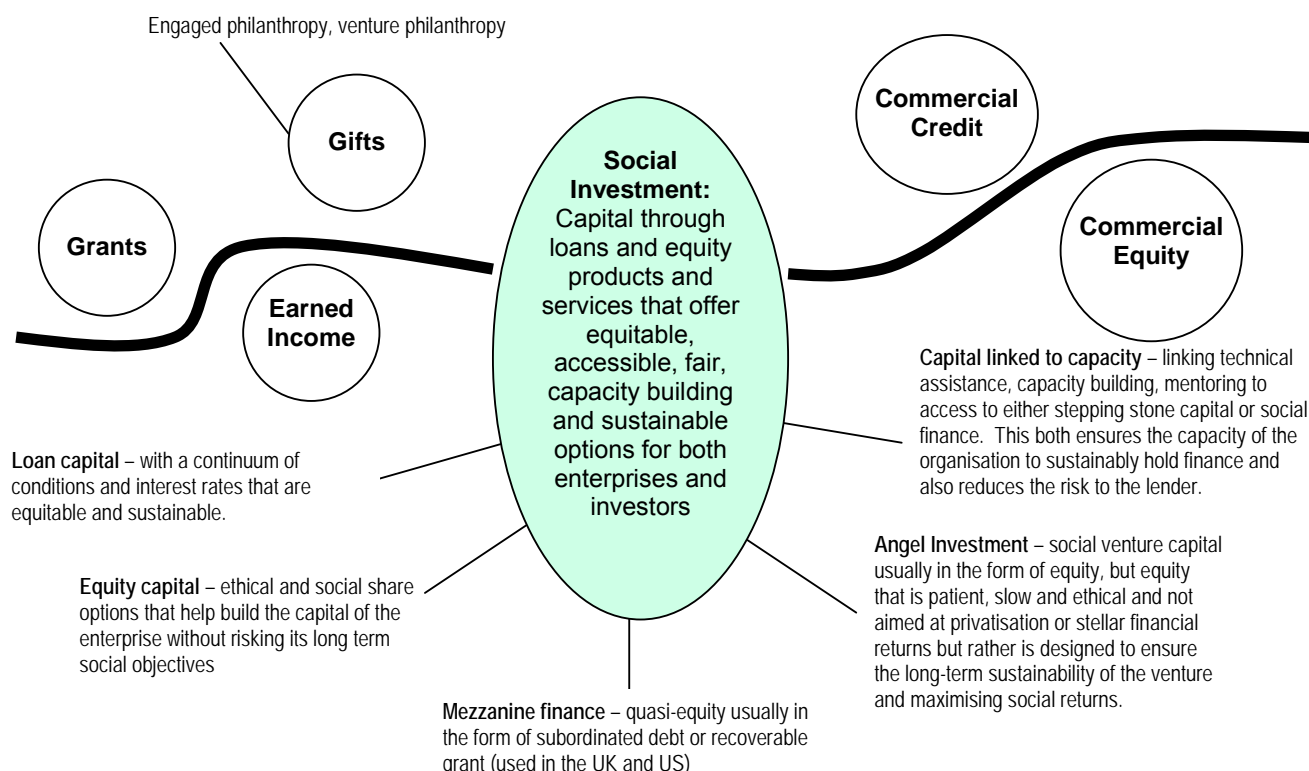 Engaged philanthropy, venture philanthropy
Gifts
Grants
Earned
Income
Social
Investment:
Capital through
loans and equity
products and
services that offer
equitable,
accessible, fair,
capacity building
and sustainable
options for both
enterprises and
investors
Commercial
Credit
Commercial
Equity
Loan capital – with a continuum of
conditions and interest rates that are
equitable and sustainable.
Equity capital – ethical and social share
options that help build the capital of the
enterprise without risking its long term
social objectives
Mezzanine finance – quasi-equity usually in
the form of subordinated debt or recoverable
grant (used in the UK and US)
Capital linked to capacity – linking technical
assistance, capacity building, mentoring to
access to either stepping stone capital or social
finance. This both ensures the capacity of the
organisation to sustainably hold finance and
also reduces the risk to the lender.
Angel Investment – social venture capital
usually in the form of equity, but equity
that is patient, slow and ethical and not
aimed at privatisation or stellar financial
returns but rather is designed to ensure
the long-term sustainability of the venture
and maximising social returns.